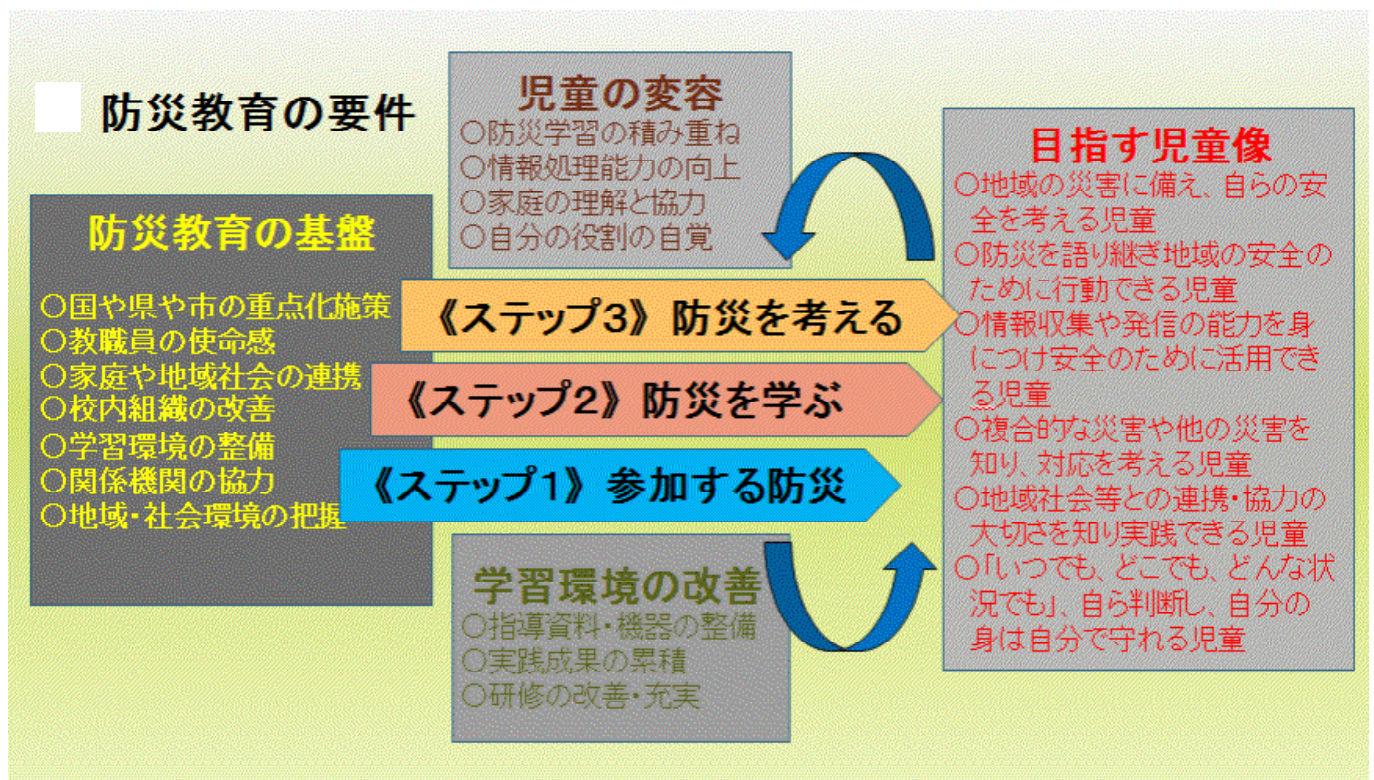 防災教育の要件
防災教育の基盤
○国や県や市の重点化施策
○教職員の使命感
○家庭や地域社会の連携
○校内組織の改善
○学習環境の整備
○関係機関の協力
○地域・社会環境の把握
児童の変容
○防災学習の積み重ね
○情報処理能力の向上
○家庭の理解と協力
○自分の役割の自覚
《ステップ3》防災を考える
《ステップ2》防災を学ぶ
《ステップ1》参加する防災
学習環境の改善
○指導資料・機器の整備
○実践成果の累積
○研修の改善・充実
目指す児童像
○地域の災害に備え、自らの安
全を考える児童
○防災を語り継ぎ地域の安全の
ために行動できる児童
○情報収集や発信の能力を身
につけ安全のために活用でき
る児童
○複合的な災害や他の災害を
知り、対応を考える児童
○地域社会等との連携・協力の
大切さを知り実践できる児童
○「いつでも、どこでも、どんな状
況でも」、自ら判断し、自分の
身は自分で守れる児童